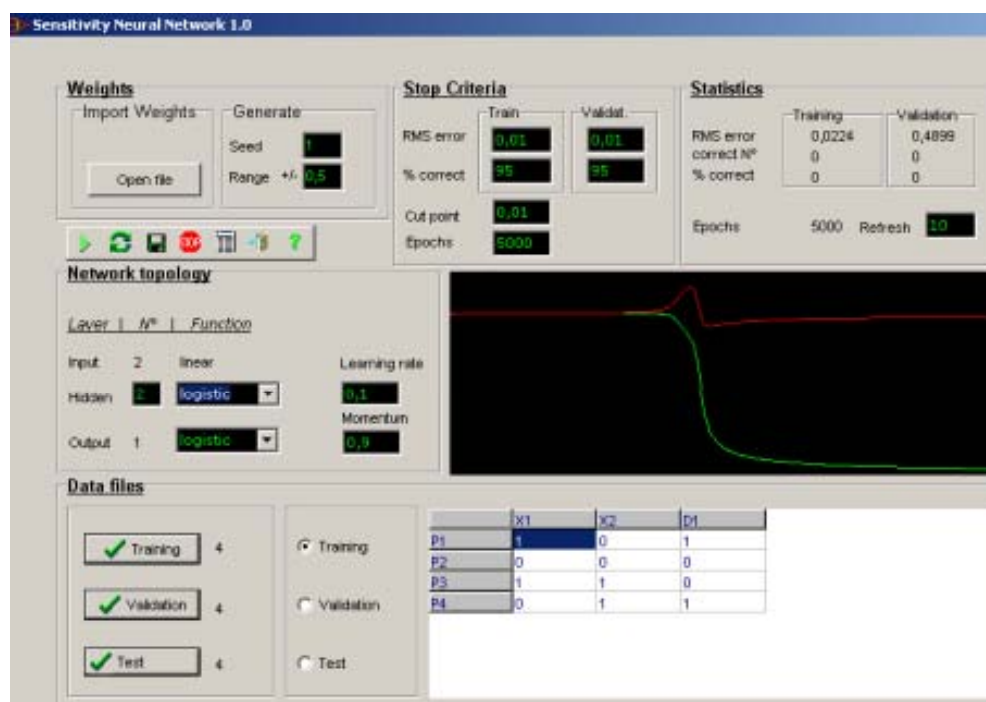 Sensitivity Neural Network 1.0
Weights
Import Weights
Open file
Generate
Seed 1
Range +/- 0,5
Stop Criteria
Train Validat.
RMS error 0,01 0,01
% correct 95 95
Cut point 0,01
Epochs 5000
Statistics
Training Validation
RMS error 0,0224 0,4899
correct Nº 0 0
% correct 0 0
Epochs 5000 Refresh 10
STOP
?
Network topology
Layer | Nº | Function
Input 2 linear
Hidden 2 logistic
Output 1 logistic
Learning rate
0,1
Momentum
0,9
Data files
Training 4
Validation 4
Test 4
Training
Validation
Test
X1 X2 D1
P1 1 0 1
P2 0 0 0
P3 1 1 0
P4 0 1 1